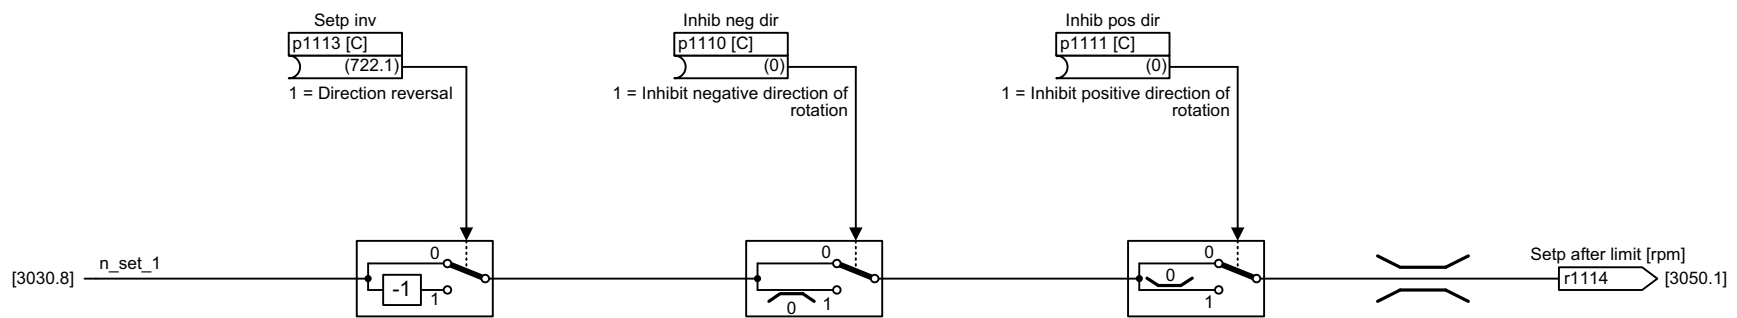 Setp inv
p1113 [C]
(722.1)
1 = Direction reversal
Inhib neg dir
p1110 [C]
(0)
1 = Inhibit negative direction of
rotation
Inhib pos dir
p1111 [C]
(0)
1 = Inhibit positive direction of
rotation
[3030.8]
n_set_1
0
-1
1
0
0
1
0
0
1
Setp after limit [rpm]
r1114
[3050.1]